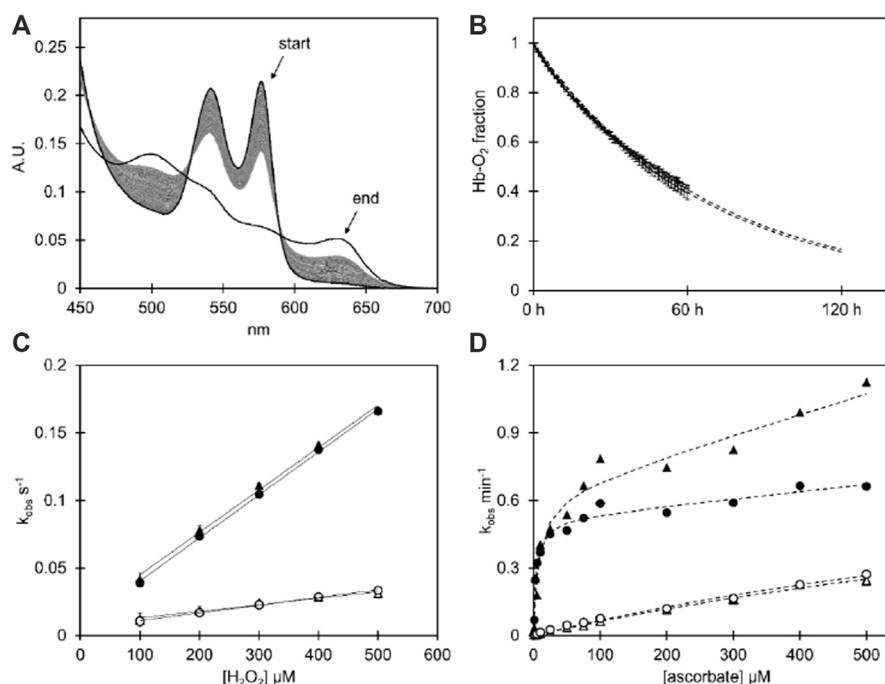 A
0.25
0.2
0.15
0.1
0.05
0
A.U.
start
end
450 500 550 600 650 700
nm
B
1
0.8
0.6
0.4
0.2
0
Hb-O₂ fraction
0 h 60 h 120 h
C
0.2
0.15
0.1
0.05
0
k_obs s⁻¹
0 100 200 300 400 500 600
[H₂O₂] µM
D
1.2
0.9
0.6
0.3
0
k_obs min⁻¹
0 100 200 300 400 500
[ascorbate] µM